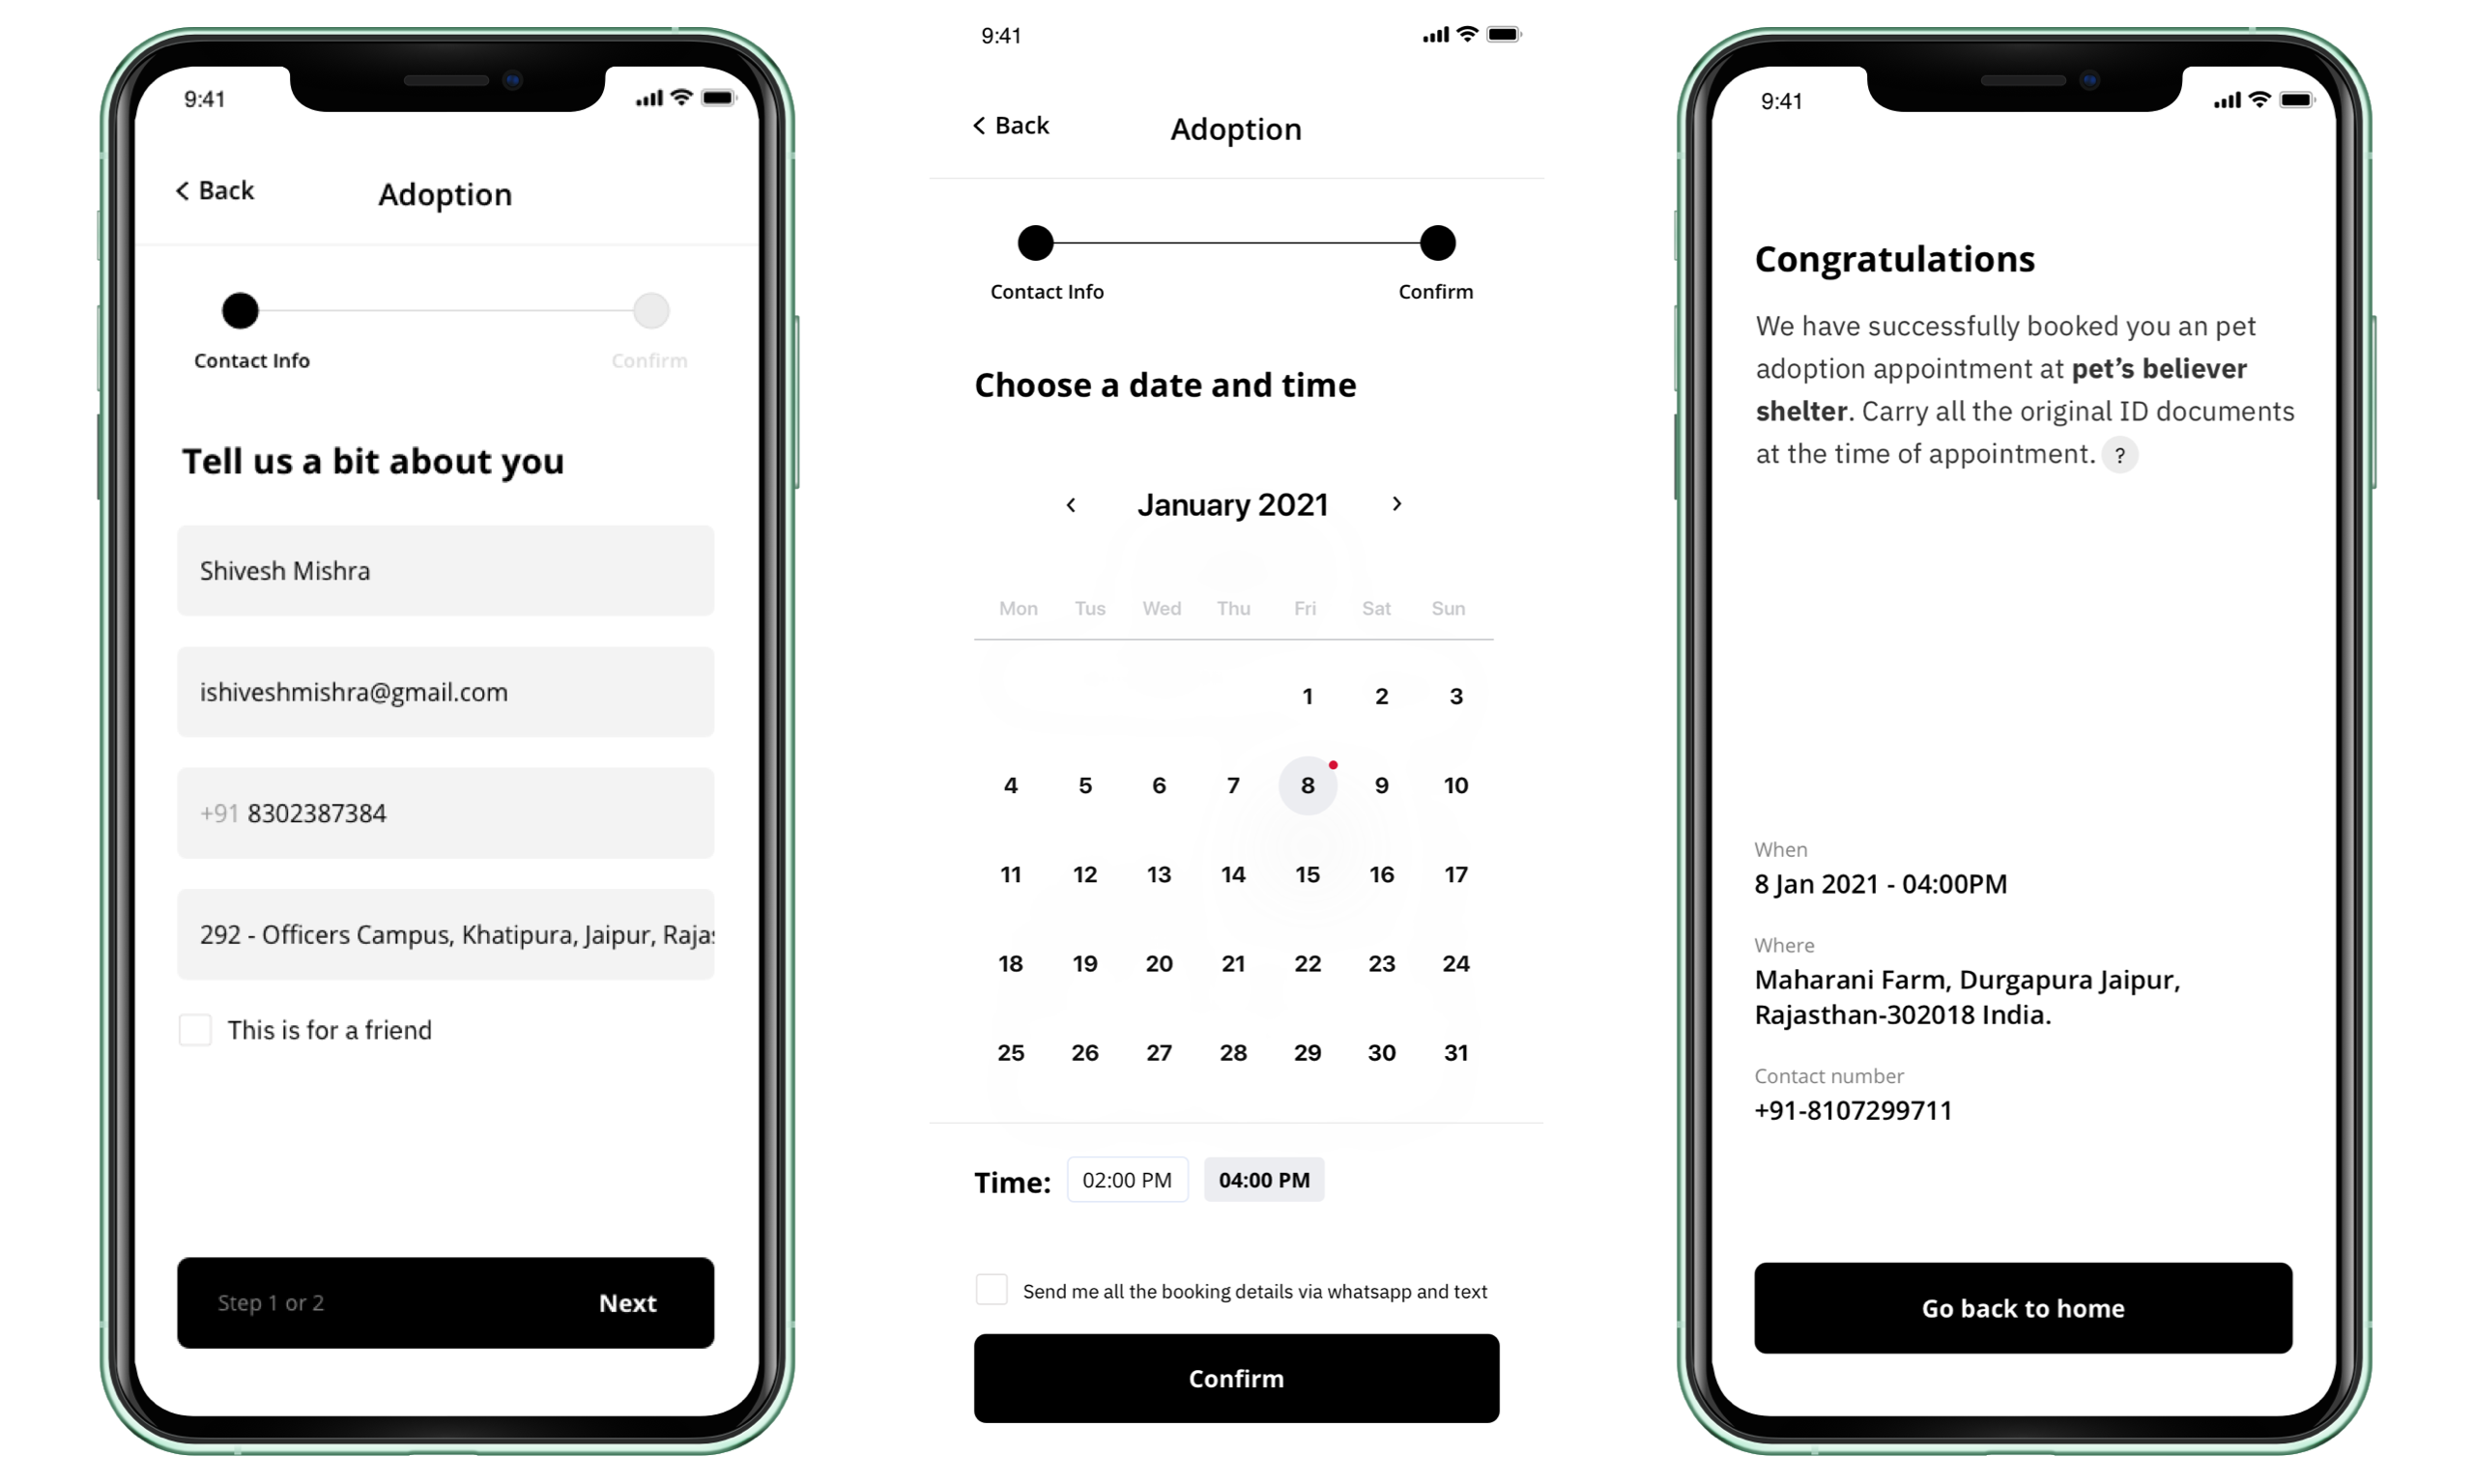 9:41
Back
Adoption
Contact Info
Confirm
Tell us a bit about you
Shivesh Mishra
ishiveshmishra@gmail.com
+91 8302387384
292 - Officers Campus, Khatipura, Jaipur, Rajas
This is for a friend
Step 1 or 2
Next
9:41
Back
Adoption
Contact Info
Confirm
Choose a date and time
January 2021
Mon Tus Wed Thu Fri Sat Sun
1 2 3
4 5 6 7 8 9 10
11 12 13 14 15 16 17
18 19 20 21 22 23 24
25 26 27 28 29 30 31
Time: 02:00 PM 04:00 PM
Send me all the booking details via whatsapp and text
Confirm
9:41
Congratulations
We have successfully booked you an pet
adoption appointment at pet’s believer
shelter. Carry all the original ID documents
at the time of appointment. ?
When
8 Jan 2021 - 04:00PM
Where
Maharani Farm, Durgapura Jaipur,
Rajasthan-302018 India.
Contact number
+91-8107299711
Go back to home